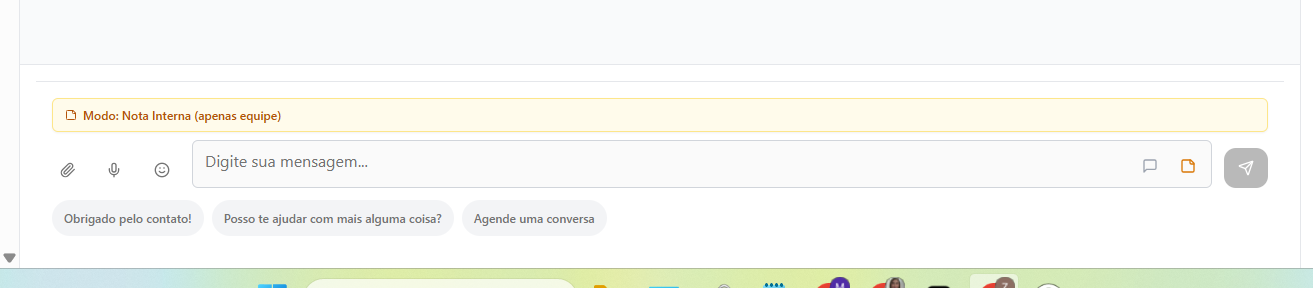 Modo: Nota Interna (apenas equipe)
Digite sua mensagem...
Obrigado pelo contato!
Posso te ajudar com mais alguma coisa?
Agende uma conversa
M
Z